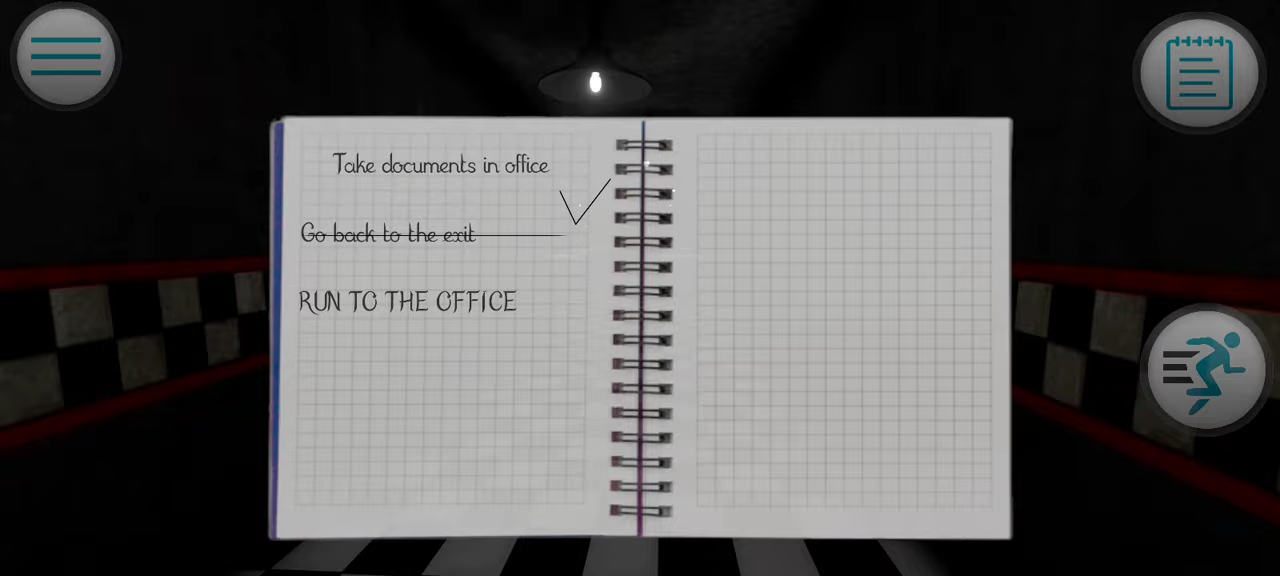 Take documents in office
Go back to the exit
RUN TO THE OFFICE